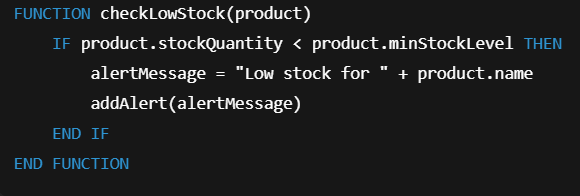 FUNCTION checkLowStock(product)
    IF product.stockQuantity < product.minStockLevel THEN
        alertMessage = "Low stock for " + product.name
        addAlert(alertMessage)
    END IF
END FUNCTION